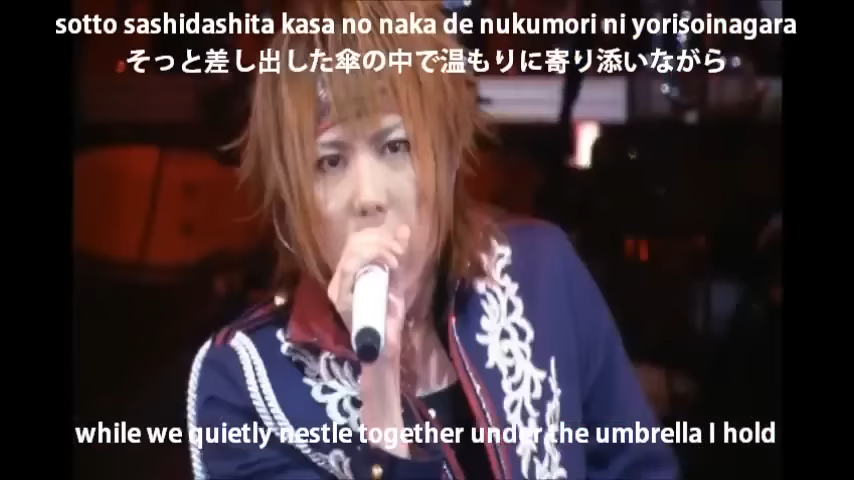 sotto sashidashita kasa no naka de nukumori ni yorisoinagara
そっと差し出した傘の中で温もりに寄り添いながら
while we quietly nestle together under the umbrella I hold